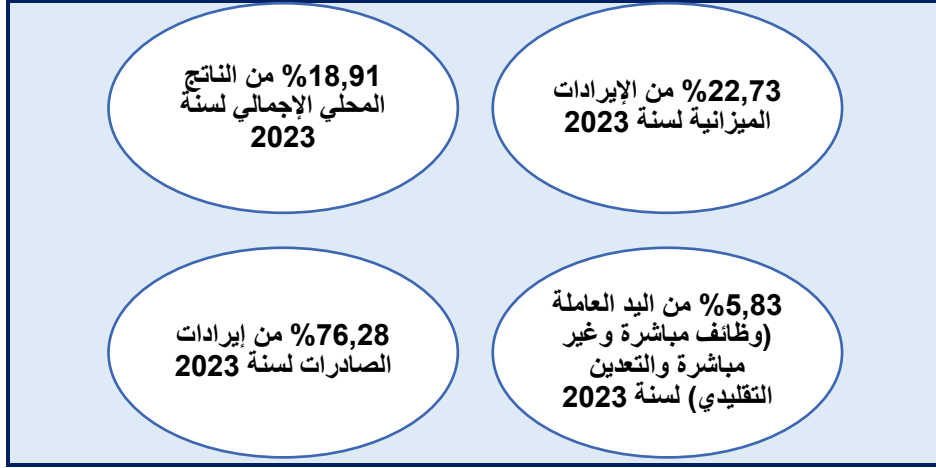 %22,73 من الإيرادات
الميزانية لسنة 2023
%18,91 من الناتج
المحلي الإجمالي لسنة
2023
%5,83 من اليد العاملة
(وظائف مباشرة وغير
مباشرة والتعدين
التقليدي) لسنة 2023
%76,28 من إيرادات
الصادرات لسنة 2023